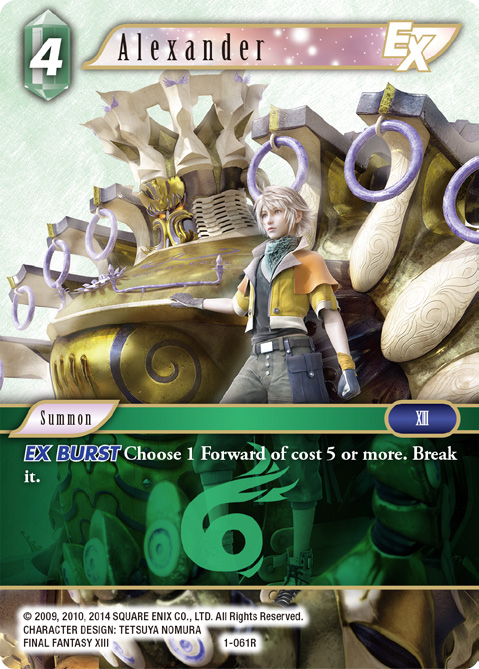 4
Alexander
EX
Summon
XIII
EX BURST Choose 1 Forward of cost 5 or more. Break
it.
© 2009, 2010, 2014 SQUARE ENIX CO., LTD. All Rights Reserved.
CHARACTER DESIGN: TETSUYA NOMURA
FINAL FANTASY XIII
1-061R